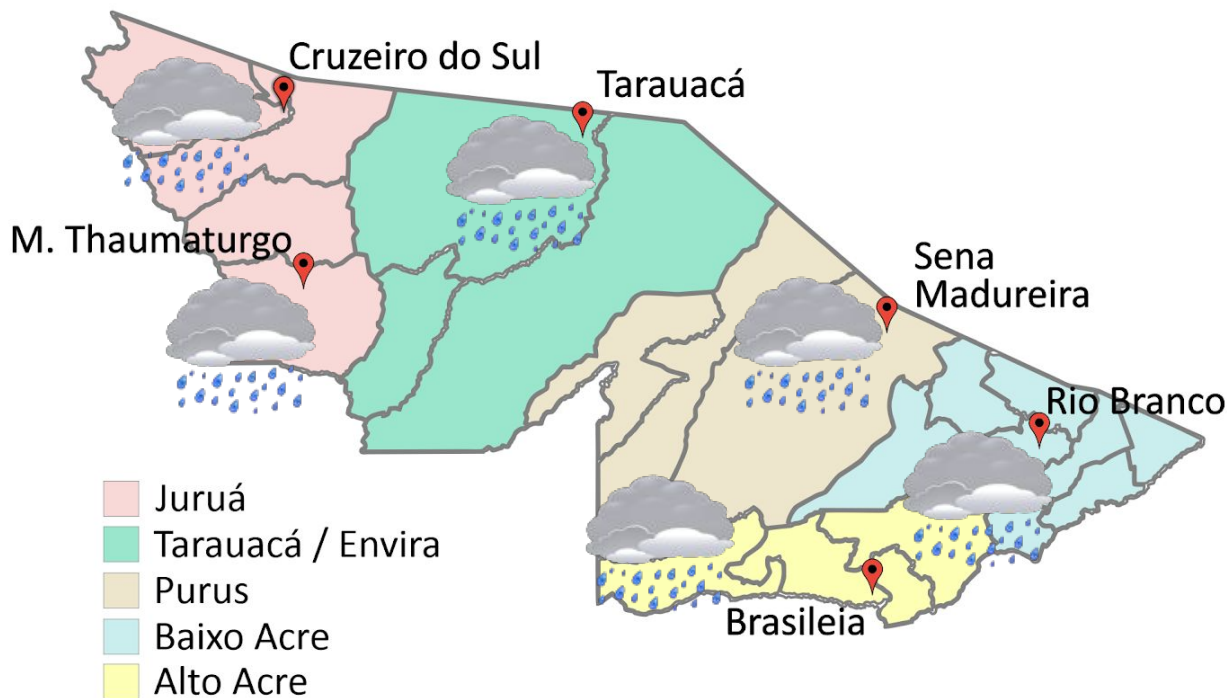 Cruzeiro do Sul
Tarauacá
M. Thaumaturgo
Sena
Madureira
Rio Branco
Brasileia
Juruá
Tarauacá / Envira
Purus
Baixo Acre
Alto Acre